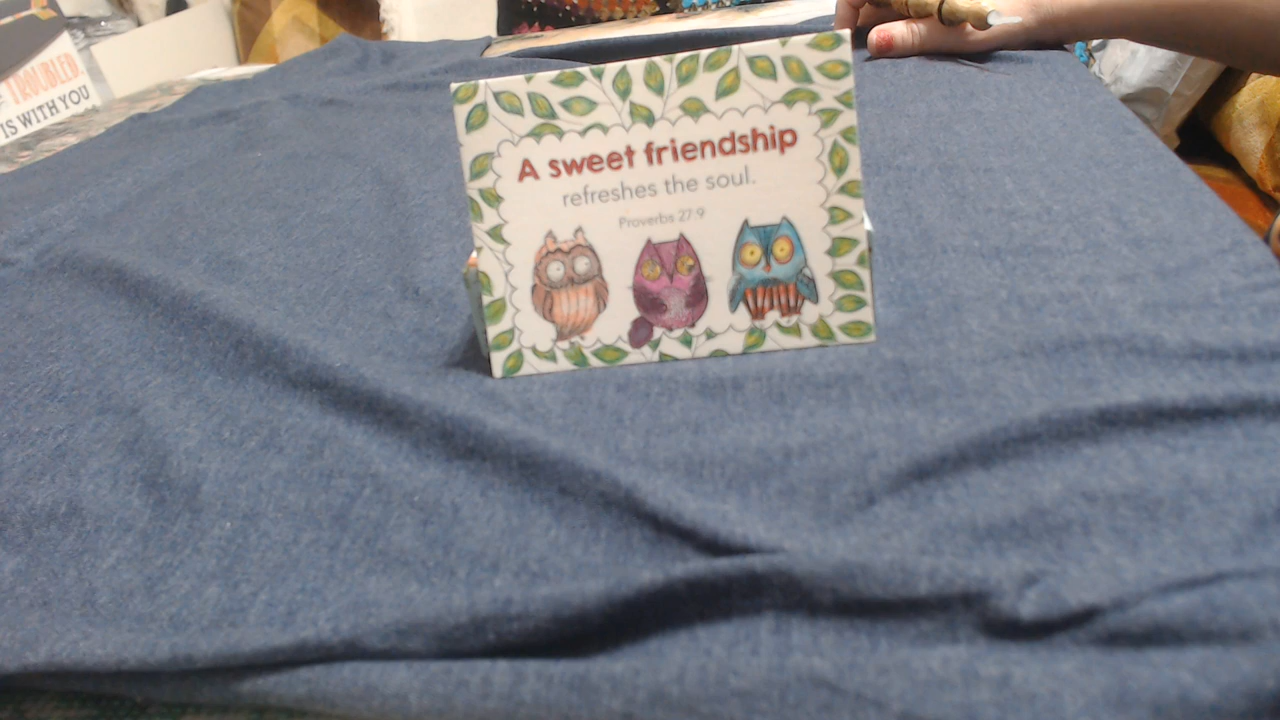 TROUBLED.
IS WITH YOU
A sweet friendship
refreshes the soul.
Proverbs 27:9